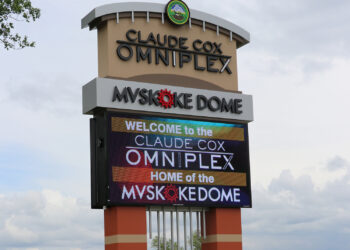 CLAUDE COX
OMNIPLEX
MVSKOKE DOME
WELCOME to the
CLAUDE COX
OMNIPLEX
HOME of the
MVSKOKEDOME